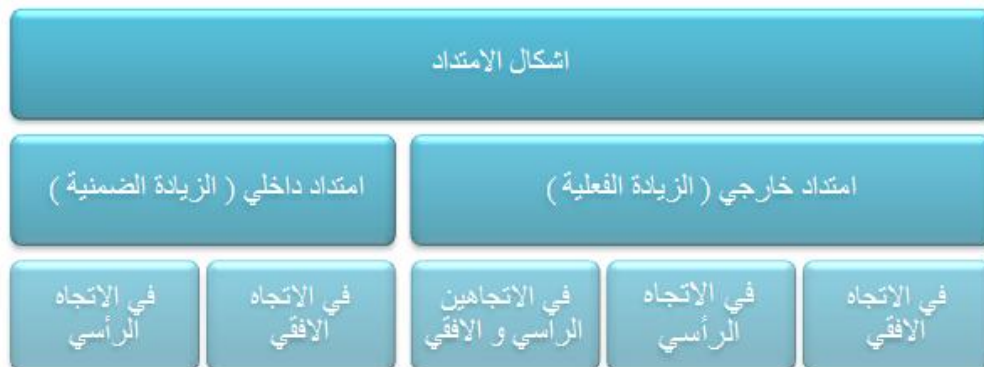 اشكال الامتداد
امتداد خارجي ( الزيادة الفعلية )
امتداد داخلي ( الزيادة الضمنية )
في الاتجاه
الافقي
في الاتجاه
الرأسي
في الاتجاهين
الراسي و الافقي
في الاتجاه
الافقي
في الاتجاه
الرأسي